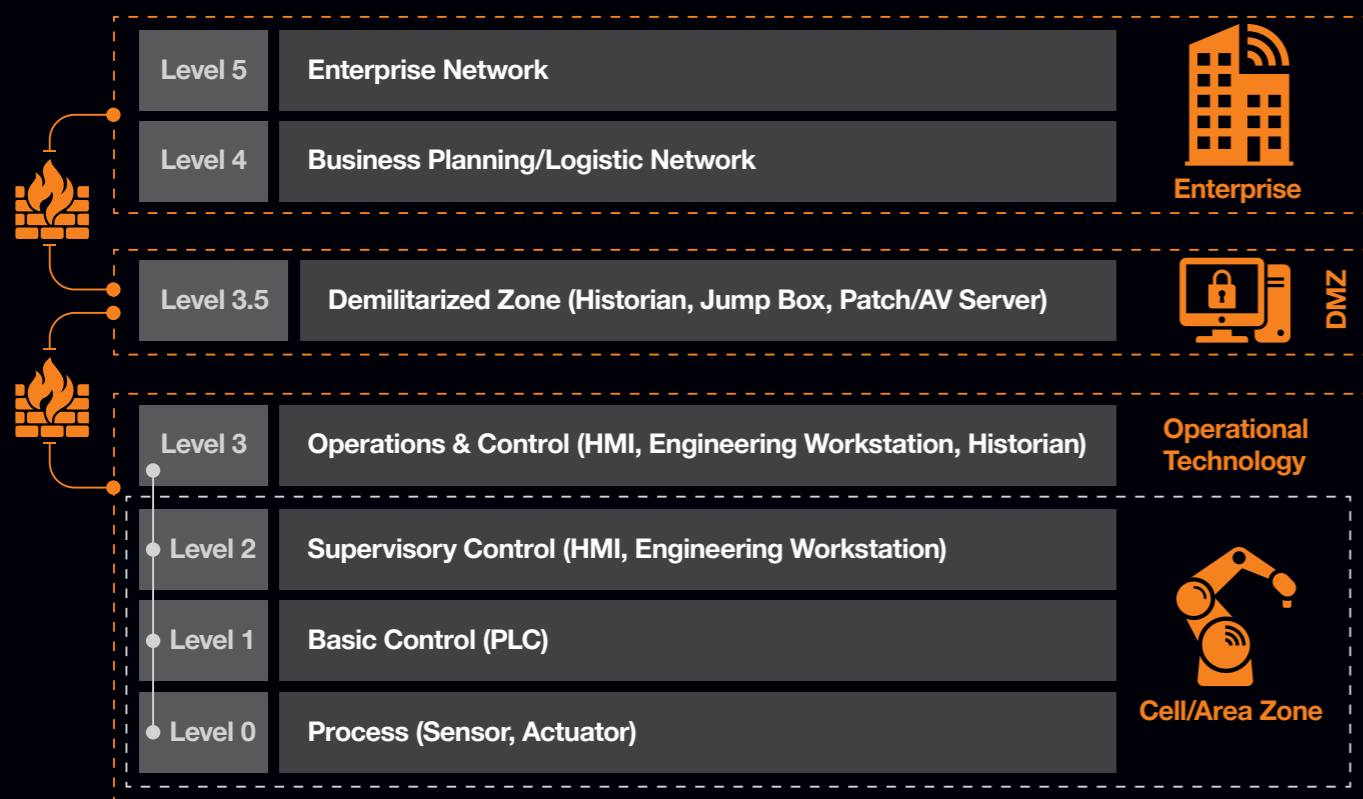 Level 5
Enterprise Network
Level 4
Business Planning/Logistic Network
Enterprise
Level 3.5
Demilitarized Zone (Historian, Jump Box, Patch/AV Server)
DMZ
Level 3
Operations & Control (HMI, Engineering Workstation, Historian)
Operational
Technology
Level 2
Supervisory Control (HMI, Engineering Workstation)
Level 1
Basic Control (PLC)
Level 0
Process (Sensor, Actuator)
Cell/Area Zone